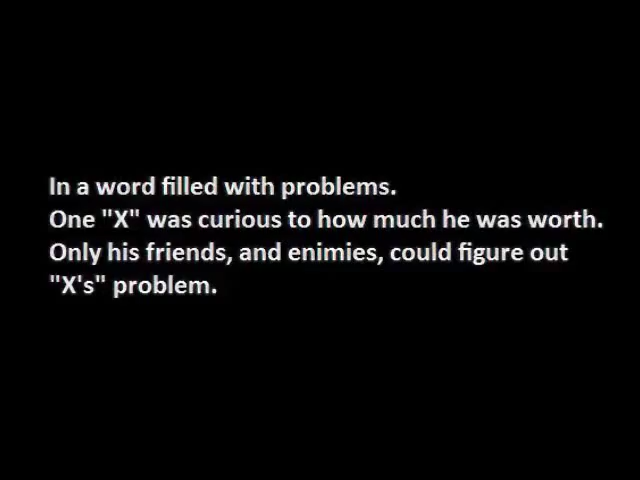 In a word filled with problems.
One "X" was curious to how much he was worth.
Only his friends, and enimies, could figure out
"X's" problem.